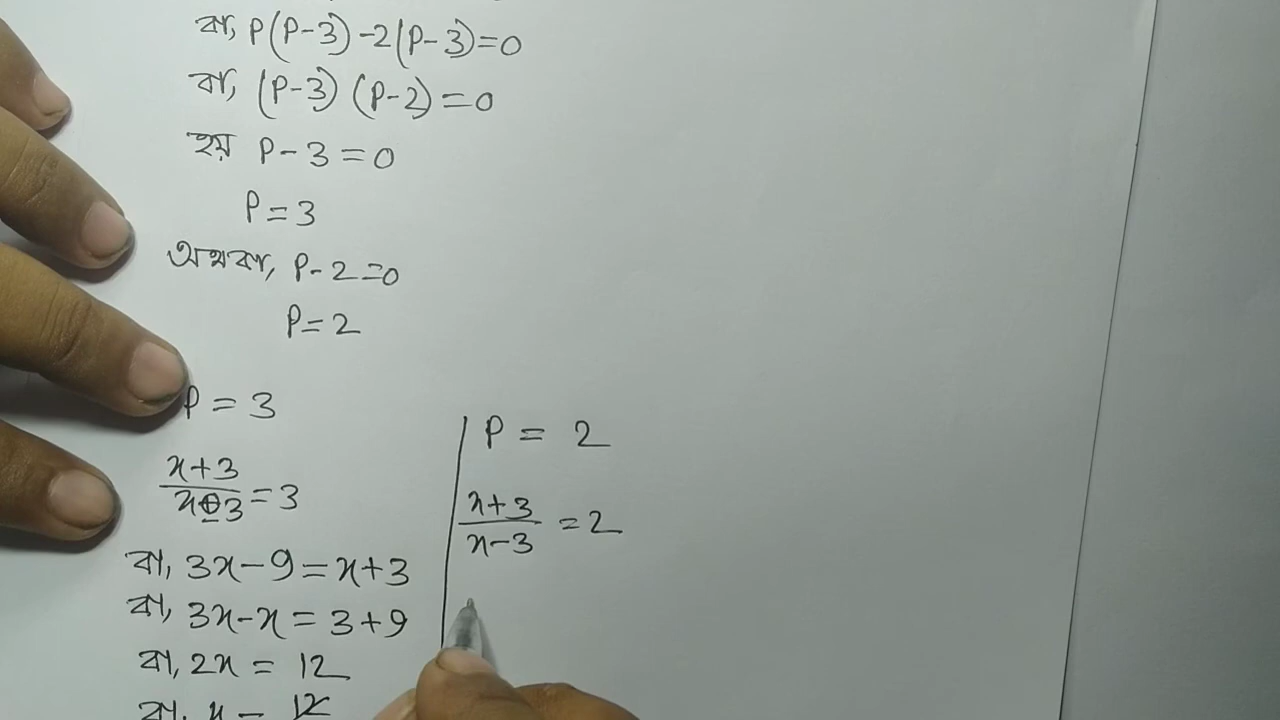 বা, P(P-3)-2(P-3)=0
বা, (P-3) (P-2)=0
হয় P-3=0
P=3
অথবা, P-2=0
P=2
P=3
x+3
x-3 =3
বা, 3x-9=x+3
বা, 3x-x=3+9
বা, 2x=12
বা, x = 12
P=2
x+3
x-3 =2